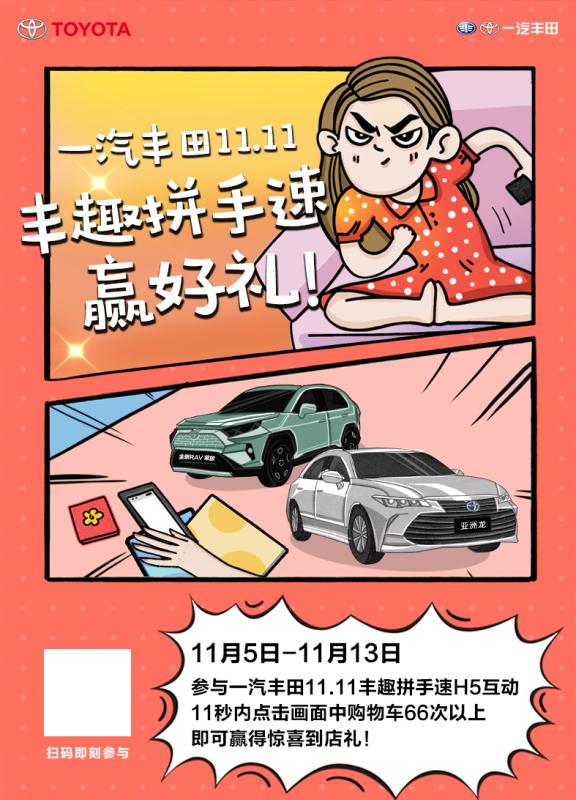 TOYOTA
一汽丰田
一汽丰田11.11
丰趣拼手速
赢好礼!
全新RAV4荣放
亚洲龙
11月5日-11月13日
参与一汽丰田11.11丰趣拼手速H5互动
11秒内点击画面中购物车66次以上
即可赢得惊喜到店礼!
扫码即刻参与